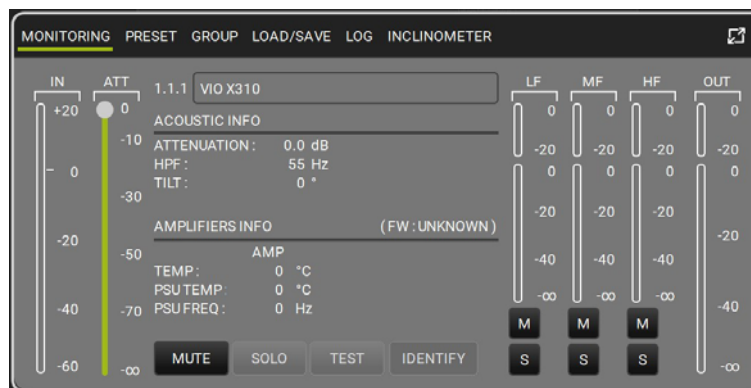 MONITORING PRESET GROUP LOAD/SAVE LOG INCLINOMETER
IN ATT
+20
0
-20
-40
-60
0
-10
-30
-50
-70
-∞
1.1.1 VIO X310
ACOUSTIC INFO
ATTENUATION: 0.0 dB
HPF: 55 Hz
TILT: 0 °
AMPLIFIERS INFO (FW: UNKNOWN)
AMP
TEMP: 0 °C
PSU TEMP: 0 °C
PSU FREQ: 0 Hz
MUTE SOLO TEST IDENTIFY
LF MF HF OUT
0 0 0 0
-20 -20 -20 -20
0 0 0 0
-20 -20 -20
-20
-40 -40 -40
-∞ -∞ -∞
-40
M M M
S S S
-∞